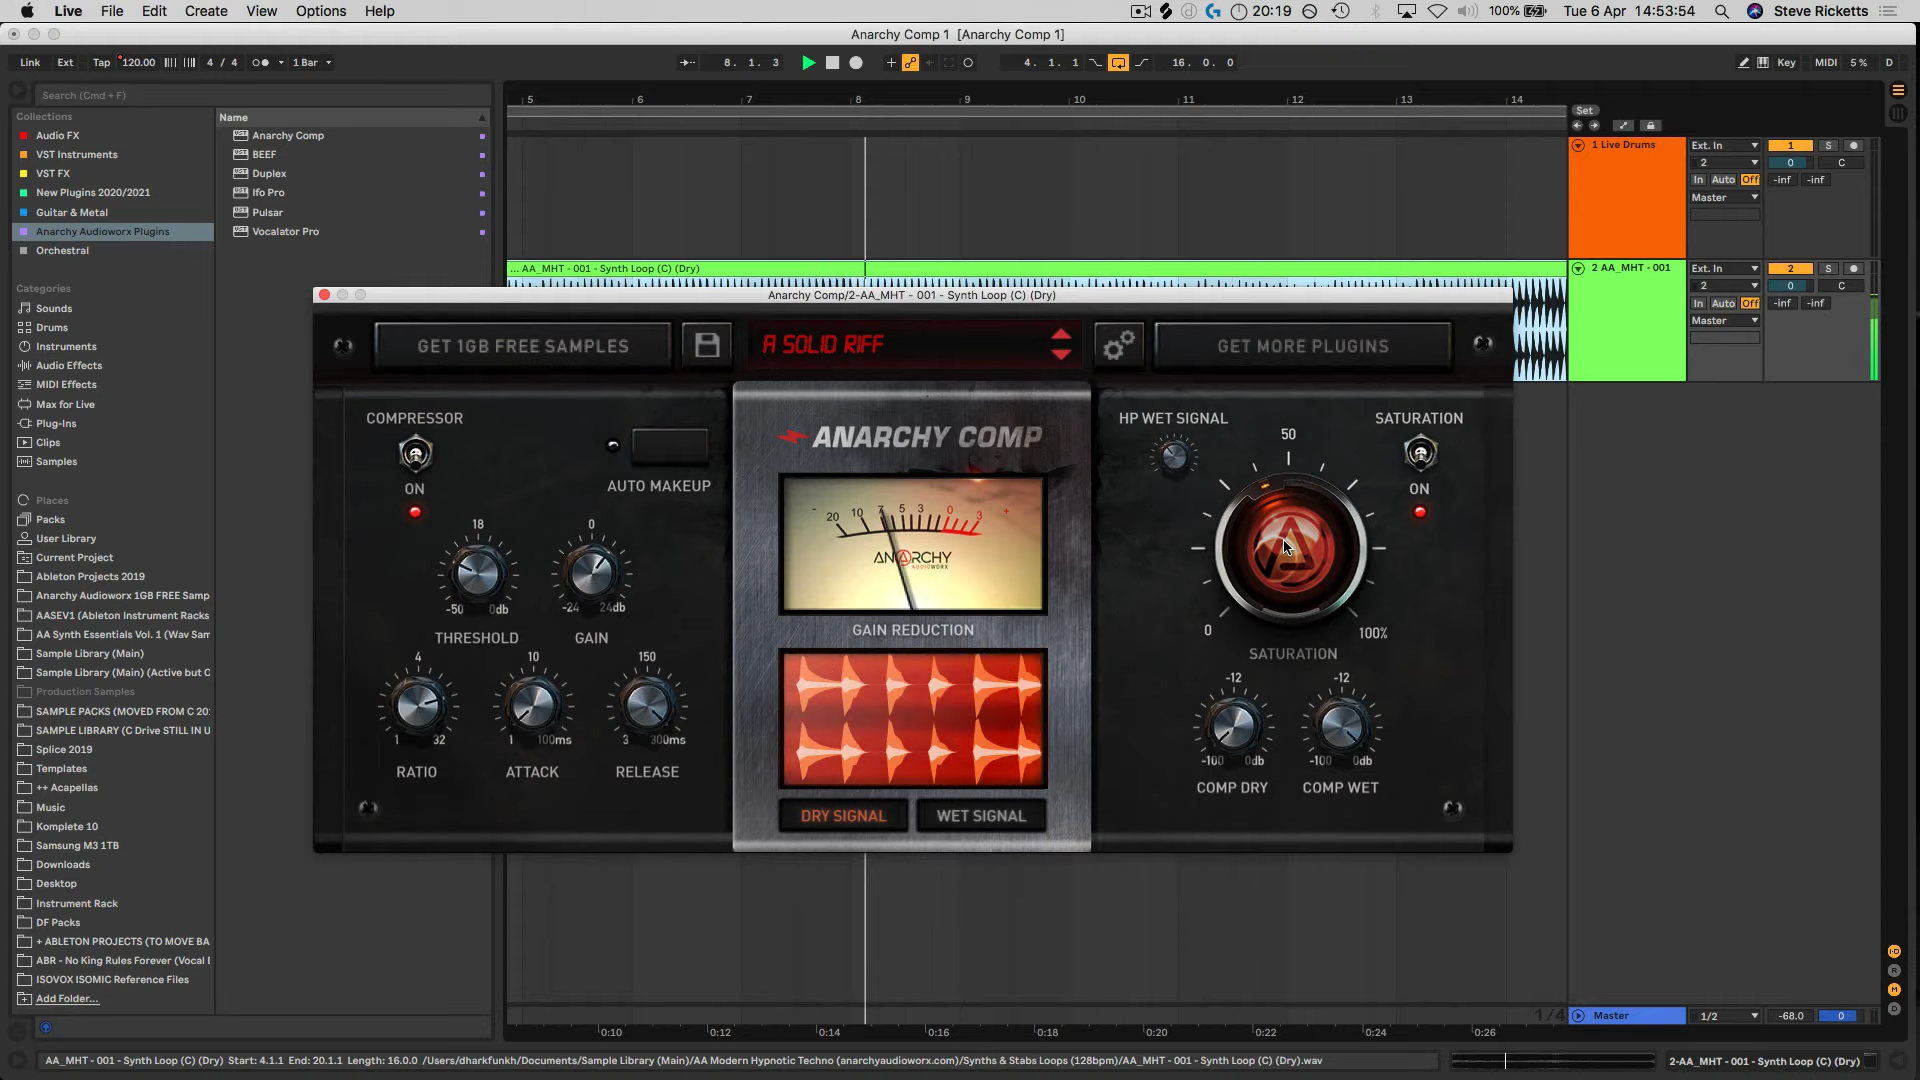 Live File Edit Create View Options Help
20:19 100% Tue 6 Apr 14:53:54 Steve Ricketts
Anarchy Comp 1 [Anarchy Comp 1]
Link Ext Tap 120.00 4 / 4 1 Bar 8. 1. 3 4. 1. 1 16. 0. 0 Key MIDI 5 % D
Search (Cmd + F)
Collections
Audio FX
VST Instruments
VST FX
New Plugins 2020/2021
Guitar & Metal
Anarchy Audioworx Plugins
Orchestral
Categories
Sounds
Drums
Instruments
Audio Effects
MIDI Effects
Max for Live
Plug-Ins
Clips
Samples
Places
Packs
User Library
Current Project
Ableton Projects 2019
Anarchy Audioworx 1GB FREE Samp
AASEV1 (Ableton Instrument Racks
AA Synth Essentials Vol. 1 (Wav Sam
Sample Library (Main)
Sample Library (Main) (Active but C
Production Samples
SAMPLE PACKS (MOVED FROM C 20
SAMPLE LIBRARY (C Drive STILL IN U
Splice 2019
Templates
++ Acapellas
Music
Komplete 10
Samsung M3 1TB
Downloads
Desktop
Instrument Rack
DF Packs
+ ABLETON PROJECTS (TO MOVE BA
ABR - No King Rules Forever (Vocal D
ISOVOX ISOMIC Reference Files
Add Folder...
Name
Anarchy Comp
BEEF
Duplex
Ifo Pro
Pulsar
Vocalator Pro
5 6 7 8 9 10 11 12 13 14
Set
1 Live Drums Ext. In 1 S
2 0 C
In Auto Off -inf -inf
Master
... AA_MHT - 001 - Synth Loop (C) (Dry)
2 AA_MHT - 001 Ext. In 2 S
2 0 C
In Auto Off -inf -inf
Master
Anarchy Comp/2-AA_MHT - 001 - Synth Loop (C) (Dry)
GET 1GB FREE SAMPLES
A SOLID RIFF
GET MORE PLUGINS
COMPRESSOR
ON
AUTO MAKEUP
18
-50 0db
THRESHOLD
0
-24 24db
GAIN
4
1 32
RATIO
10
1 100ms
ATTACK
150
3 300ms
RELEASE
ANARCHY COMP
- 20 10 7 5 3 0 3 +
ANARCHY
AUDIOWORX
GAIN REDUCTION
DRY SIGNAL
WET SIGNAL
HP WET SIGNAL
SATURATION
ON
50
0 100%
SATURATION
-12
-100 0db
COMP DRY
-12
-100 0db
COMP WET
1/4
Master 1/2 -68.0 0
0:10 0:12 0:14 0:16 0:18 0:20 0:22 0:24 0:26
I·O
R
M
D
AA_MHT - 001 - Synth Loop (C) (Dry) Start: 4.1.1 End: 20.1.1 Length: 16.0.0 /Users/dharkfunkh/Documents/Sample Library (Main)/AA Modern Hypnotic Techno (anarchyaudioworx.com)/Synths & Stabs Loops (128bpm)/AA_MHT - 001 - Synth Loop (C) (Dry).wav
2-AA_MHT - 001 - Synth Loop (C) (Dry)